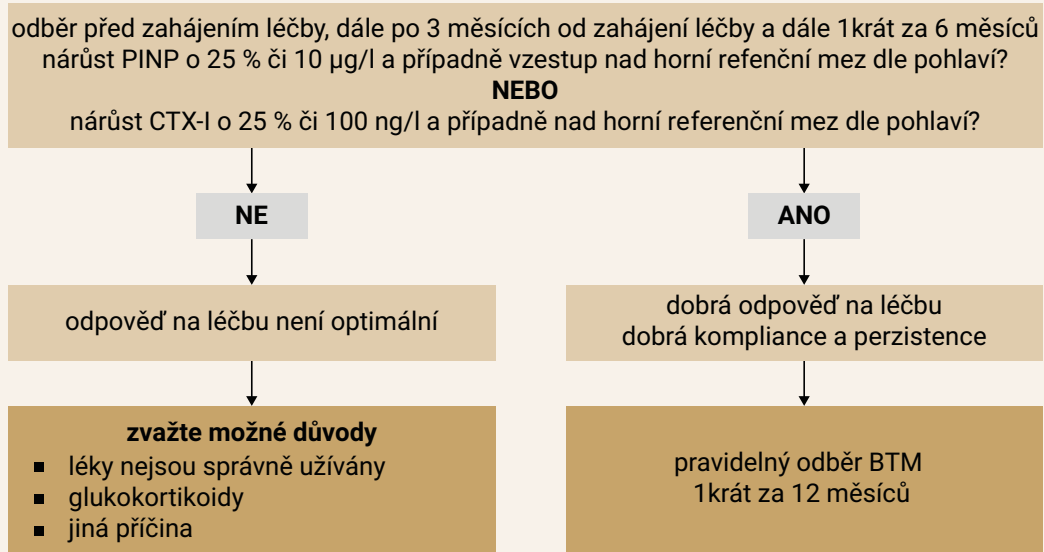 odběr před zahájením léčby, dále po 3 měsících od zahájení léčby a dále 1krát za 6 měsíců
nárůst PINP o 25 % či 10 µg/l a případně vzestup nad horní refenční mez dle pohlaví?
NEBO
nárůst CTX-I o 25 % či 100 ng/l a případně nad horní referenční mez dle pohlaví?
NE
ANO
odpověď na léčbu není optimální
dobrá odpověď na léčbu
dobrá kompliance a perzistence
zvažte možné důvody
▪ léky nejsou správně užívány
▪ glukokortikoidy
▪ jiná příčina
pravidelný odběr BTM
1krát za 12 měsíců